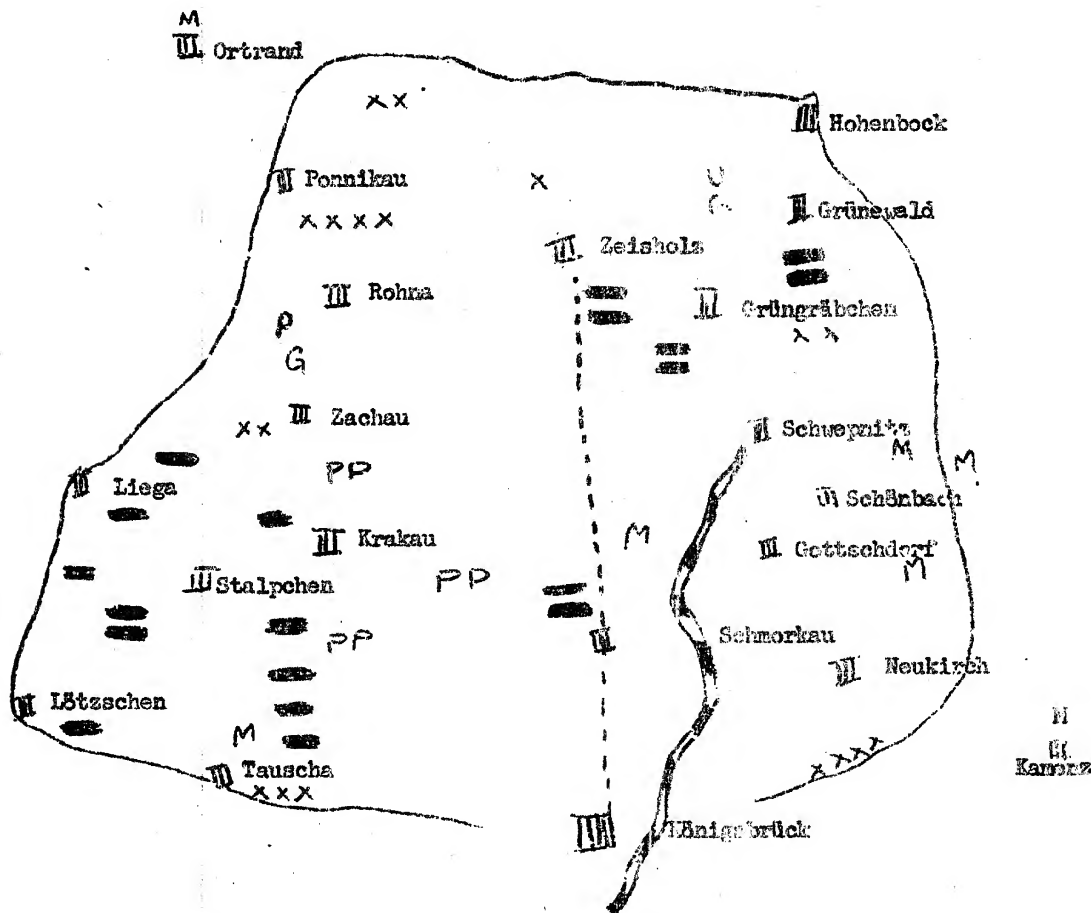 M
Ortrand
x x
Hohenbock
Ponnikau
x
Grünewald
x x x x
Zeisholz
Rohna
Grüngräbchen
x x
P
G
Zachau
x x
Schwepnitz
M
M
PP
Liega
Schönbach
Krakau
M
Gottschdorf
M
Stalpchen
PP
PP
Schmorkau
Neukirch
Lötzschen
M
M
Tauscha
x x x
x x x x
Kamenz
Königsbrück